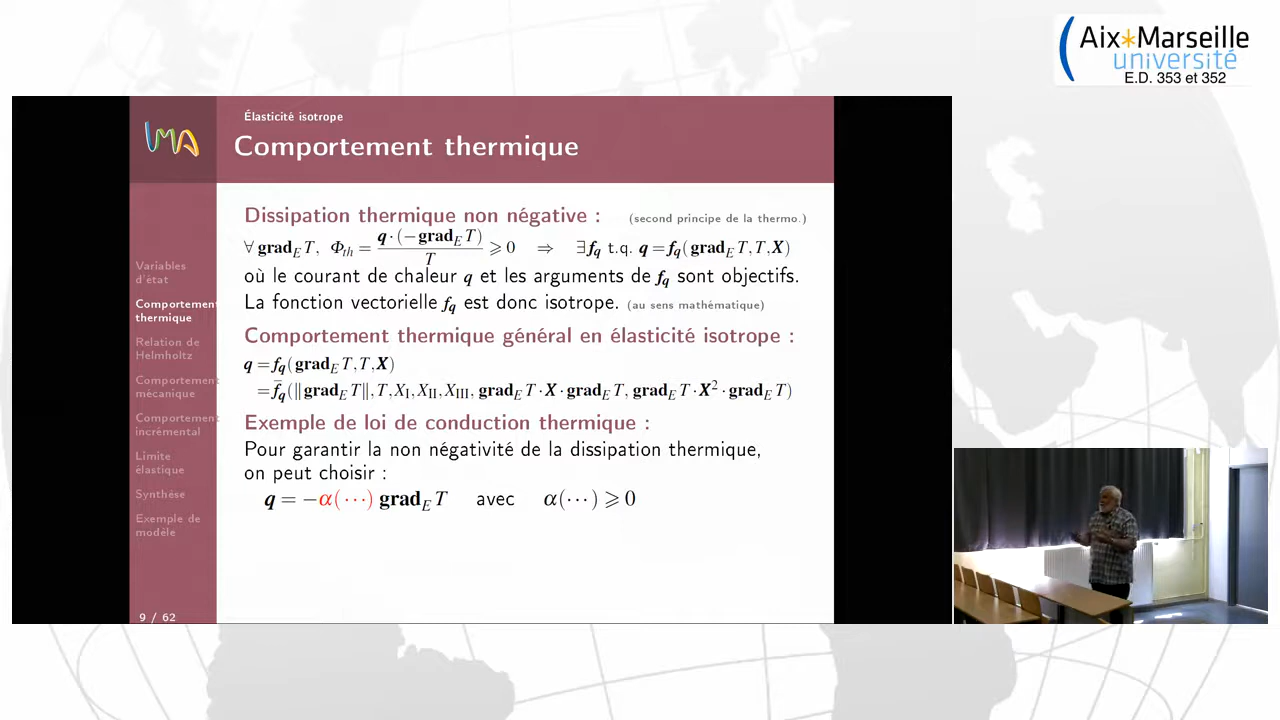 Aix*Marseille
université
E.D. 353 et 352
LMA
Élasticité isotrope
Comportement thermique
Dissipation thermique non négative : (second principe de la thermo.)
∀ grad_E T, Φ_th = q · (−grad_E T) / T ⩾ 0 ⇒ ∃ f_q t.q. q = f_q(grad_E T, T, X)
où le courant de chaleur q et les arguments de f_q sont objectifs.
La fonction vectorielle f_q est donc isotrope. (au sens mathématique)
Comportement thermique général en élasticité isotrope :
q = f_q(grad_E T, T, X)
= f̄_q(‖grad_E T‖, T, X_I, X_II, X_III, grad_E T · X · grad_E T, grad_E T · X² · grad_E T)
Exemple de loi de conduction thermique :
Pour garantir la non négativité de la dissipation thermique,
on peut choisir :
q = −α(⋯) grad_E T avec α(⋯) ⩾ 0
Variables
d'état
Comportement
thermique
Relation de
Helmholtz
Comportement
mécanique
Comportement
incrémental
Limite
élastique
Synthèse
Exemple de
modèle
9 / 62